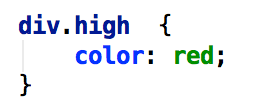 div.high  {
    color: red;
}